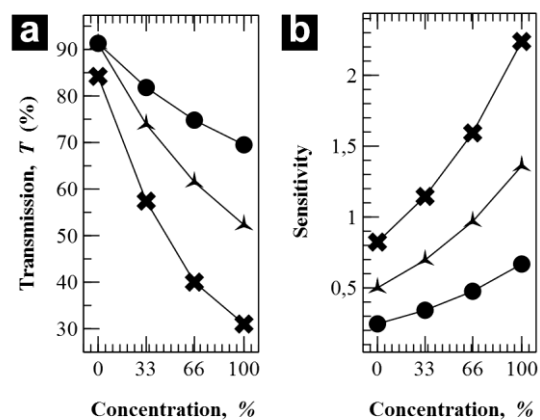 a
Transmission, T (%)
90
80
70
60
50
40
30
0 33 66 100
Concentration, %
b
Sensitivity
2
1,5
1
0,5
0 33 66 100
Concentration, %